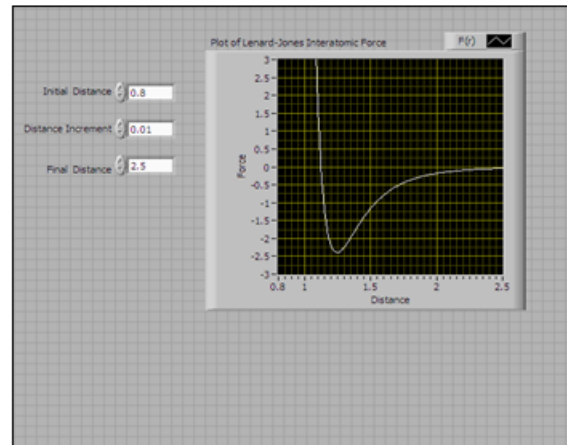 Plot of Lenard-Jones Interatomic Force
F(r)
Initial Distance 0.8
Distance Increment 0.01
Final Distance 2.5
Force
3
2.5
2
1.5
1
0.5
0
-0.5
-1
-1.5
-2
-2.5
-3
0.8 1 1.5 2 2.5
Distance